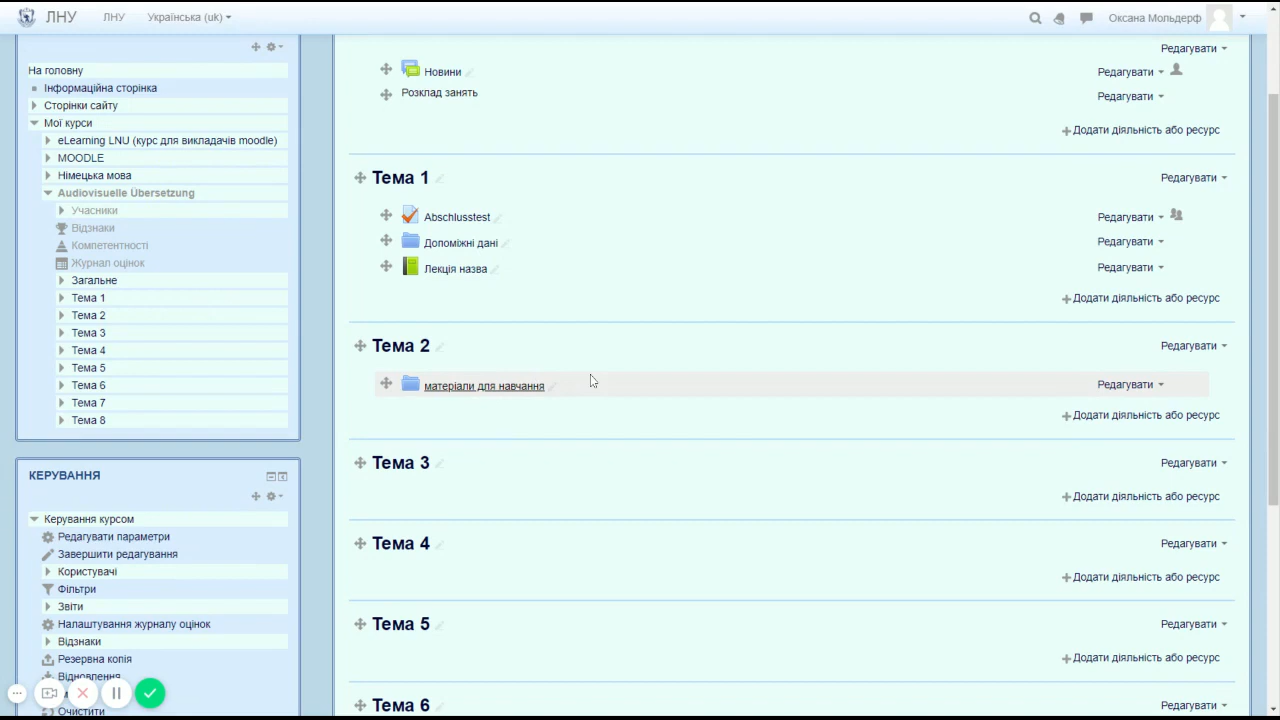 ЛНУ ЛНУ Українська (uk) Оксана Мольдерф
На головну
Інформаційна сторінка
Сторінки сайту
Мої курси
eLearning LNU (курс для викладачів moodle)
MOODLE
Німецька мова
Audiovisuelle Übersetzung
Учасники
Відзнаки
Компетентності
Журнал оцінок
Загальне
Тема 1
Тема 2
Тема 3
Тема 4
Тема 5
Тема 6
Тема 7
Тема 8
КЕРУВАННЯ
Керування курсом
Редагувати параметри
Завершити редагування
Користувачі
Фільтри
Звіти
Налаштування журналу оцінок
Відзнаки
Резервна копія
Відновлення
Очистити
Редагувати
Новини Редагувати
Розклад занять Редагувати
Додати діяльність або ресурс
Тема 1 Редагувати
Abschlusstest Редагувати
Допоміжні дані Редагувати
Лекція назва Редагувати
Додати діяльність або ресурс
Тема 2 Редагувати
матеріали для навчання Редагувати
Додати діяльність або ресурс
Тема 3 Редагувати
Додати діяльність або ресурс
Тема 4 Редагувати
Додати діяльність або ресурс
Тема 5 Редагувати
Додати діяльність або ресурс
Тема 6 Редагувати